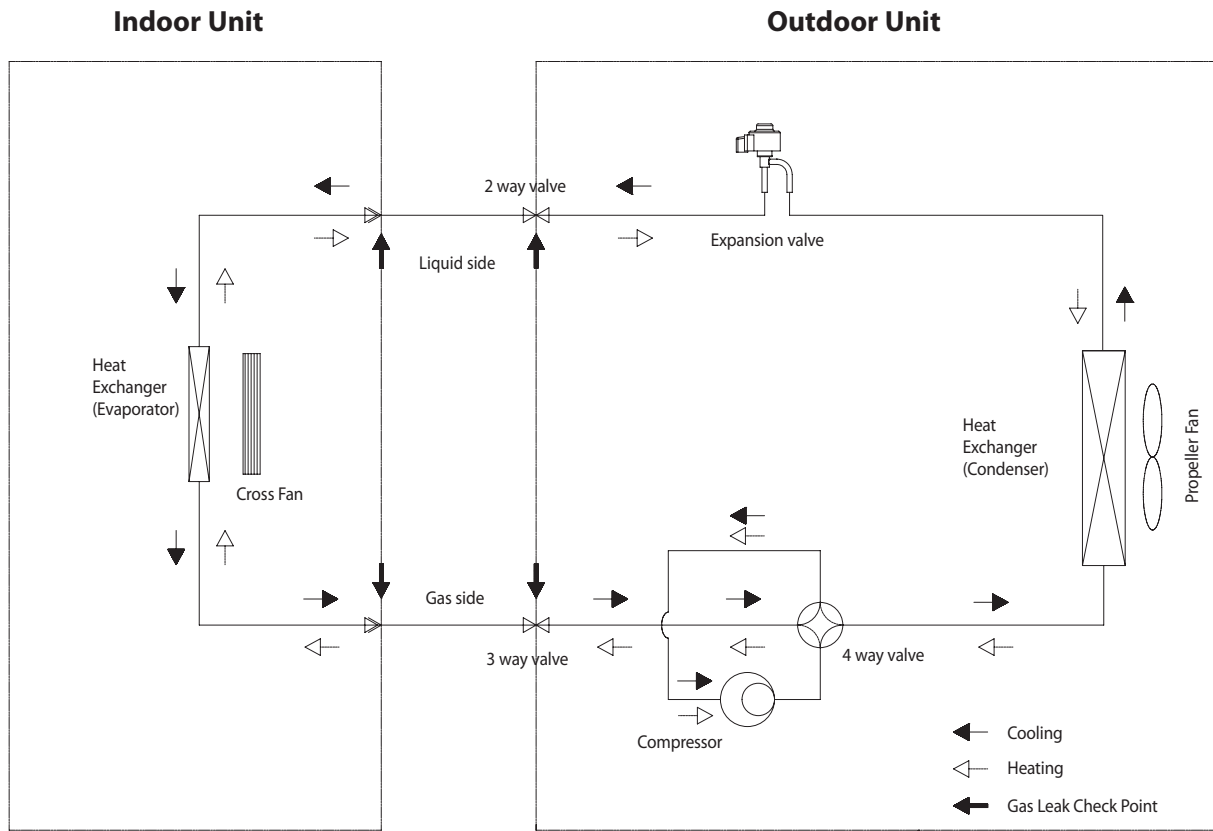 Indoor Unit
Outdoor Unit
2 way valve
Expansion valve
Liquid side
Heat
Exchanger
(Evaporator)
Cross Fan
Heat
Exchanger
(Condenser)
Propeller Fan
Gas side
3 way valve
4 way valve
Compressor
Cooling
Heating
Gas Leak Check Point